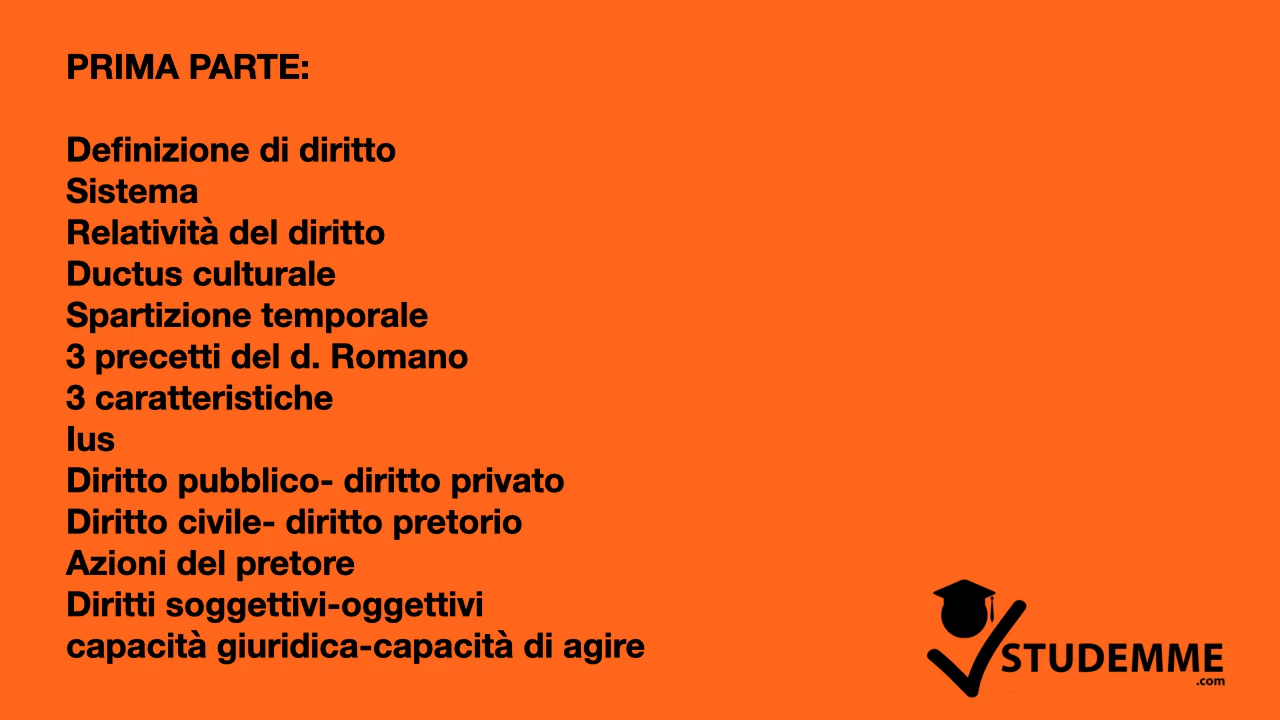 PRIMA PARTE:
Definizione di diritto
Sistema
Relatività del diritto
Ductus culturale
Spartizione temporale
3 precetti del d. Romano
3 caratteristiche
Ius
Diritto pubblico- diritto privato
Diritto civile- diritto pretorio
Azioni del pretore
Diritti soggettivi-oggettivi
capacità giuridica-capacità di agire
STUDEMME
.com